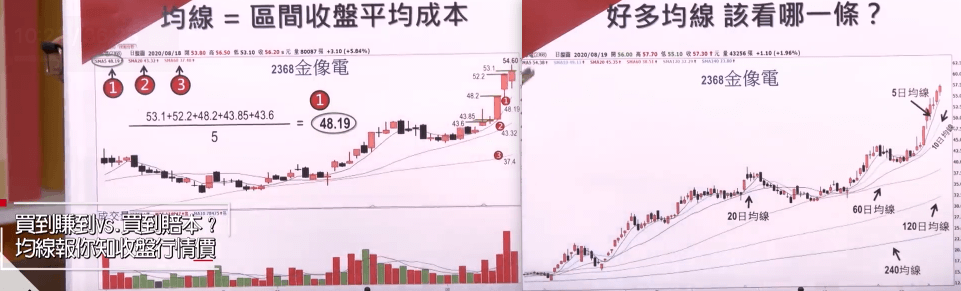 均線 = 區間收盤平均成本
日盤圖 2020/08/18 開 53.80 高 56.50 低 53.10 收 56.20 s 元 量 80087 張 +3.10 (+5.84%)
SMA5 48.19
1
2
3
2368金像電
54.60
53.1
52.2
48.2
43.85
43.6
1
48.19
2
43.32
3
37.4
53.1+52.2+48.2+43.85+43.6
5
=
1
48.19
買到賺到vs.買到賠本?
均線報你知收盤行情價
好多均線 該看哪一條?
日盤圖 2020/08/19 開 56.00 高 57.70 低 55.10 收 57.30 元 量 43256 張 +1.10 (+1.96%)
2368金像電
5日均線
10日均線
20日均線
60日均線
120日均線
240均線